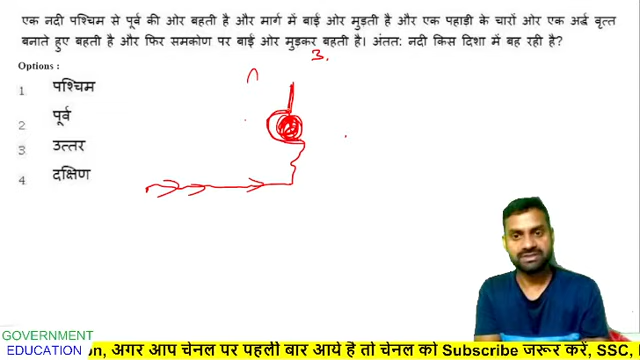 एक नदी पश्चिम से पूर्व की ओर बहती है और मार्ग में बाईं ओर मुडती है और एक पहाडी के चारों ओर एक अर्द्ध वृत्त
बनाते हुए बहती है और फिर समकोण पर बाईं ओर मुड़कर बहती है। अंतत: नदी किस दिशा में बह रही है?
Options :
1. पश्चिम
2. पूर्व
3. उत्तर
4. दक्षिण
3.
GOVERNMENT
EDUCATION
on, अगर आप चेनल पर पहली बार आये है तो चेनल को Subscribe जरूर करें, SSC,